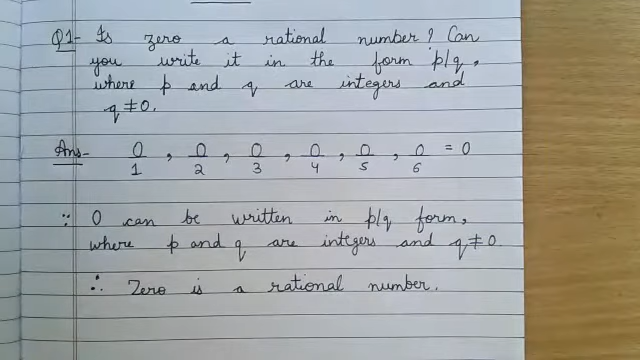 Q1- Is zero a rational number? Can
you write it in the form p/q,
where p and q are integers and
q ≠ 0.
Ans- 0/1, 0/2, 0/3, 0/4, 0/5, 0/6 = 0
∵ 0 can be written in p/q form,
where p and q are integers and q ≠ 0
∴ Zero is a rational number.